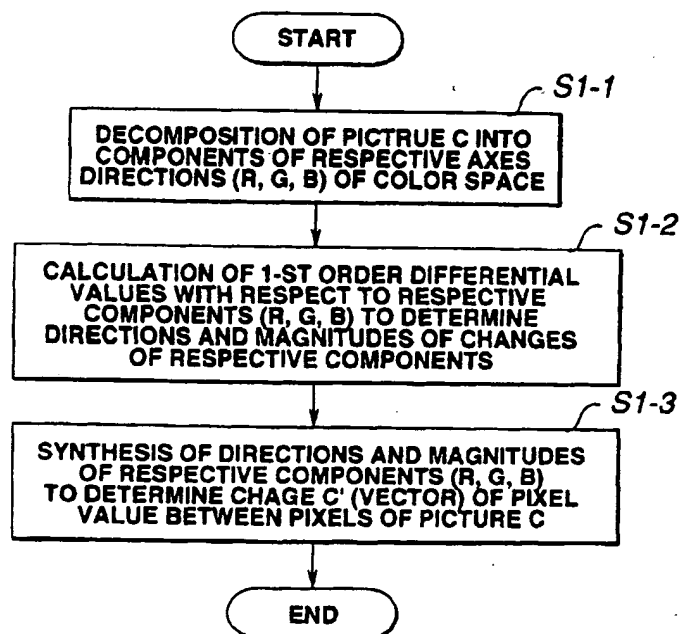 START
S1-1
DECOMPOSITION OF PICTRUE C INTO
COMPONENTS OF RESPECTIVE AXES
DIRECTIONS (R, G, B) OF COLOR SPACE
S1-2
CALCULATION OF 1-ST ORDER DIFFERENTIAL
VALUES WITH RESPECT TO RESPECTIVE
COMPONENTS (R, G, B) TO DETERMINE
DIRECTIONS AND MAGNITUDES OF CHANGES
OF RESPECTIVE COMPONENTS
S1-3
SYNTHESIS OF DIRECTIONS AND MAGNITUDES
OF RESPECTIVE COMPONENTS (R, G, B)
TO DETERMINE CHAGE C' (VECTOR) OF PIXEL
VALUE BETWEEN PIXELS OF PICTURE C
END